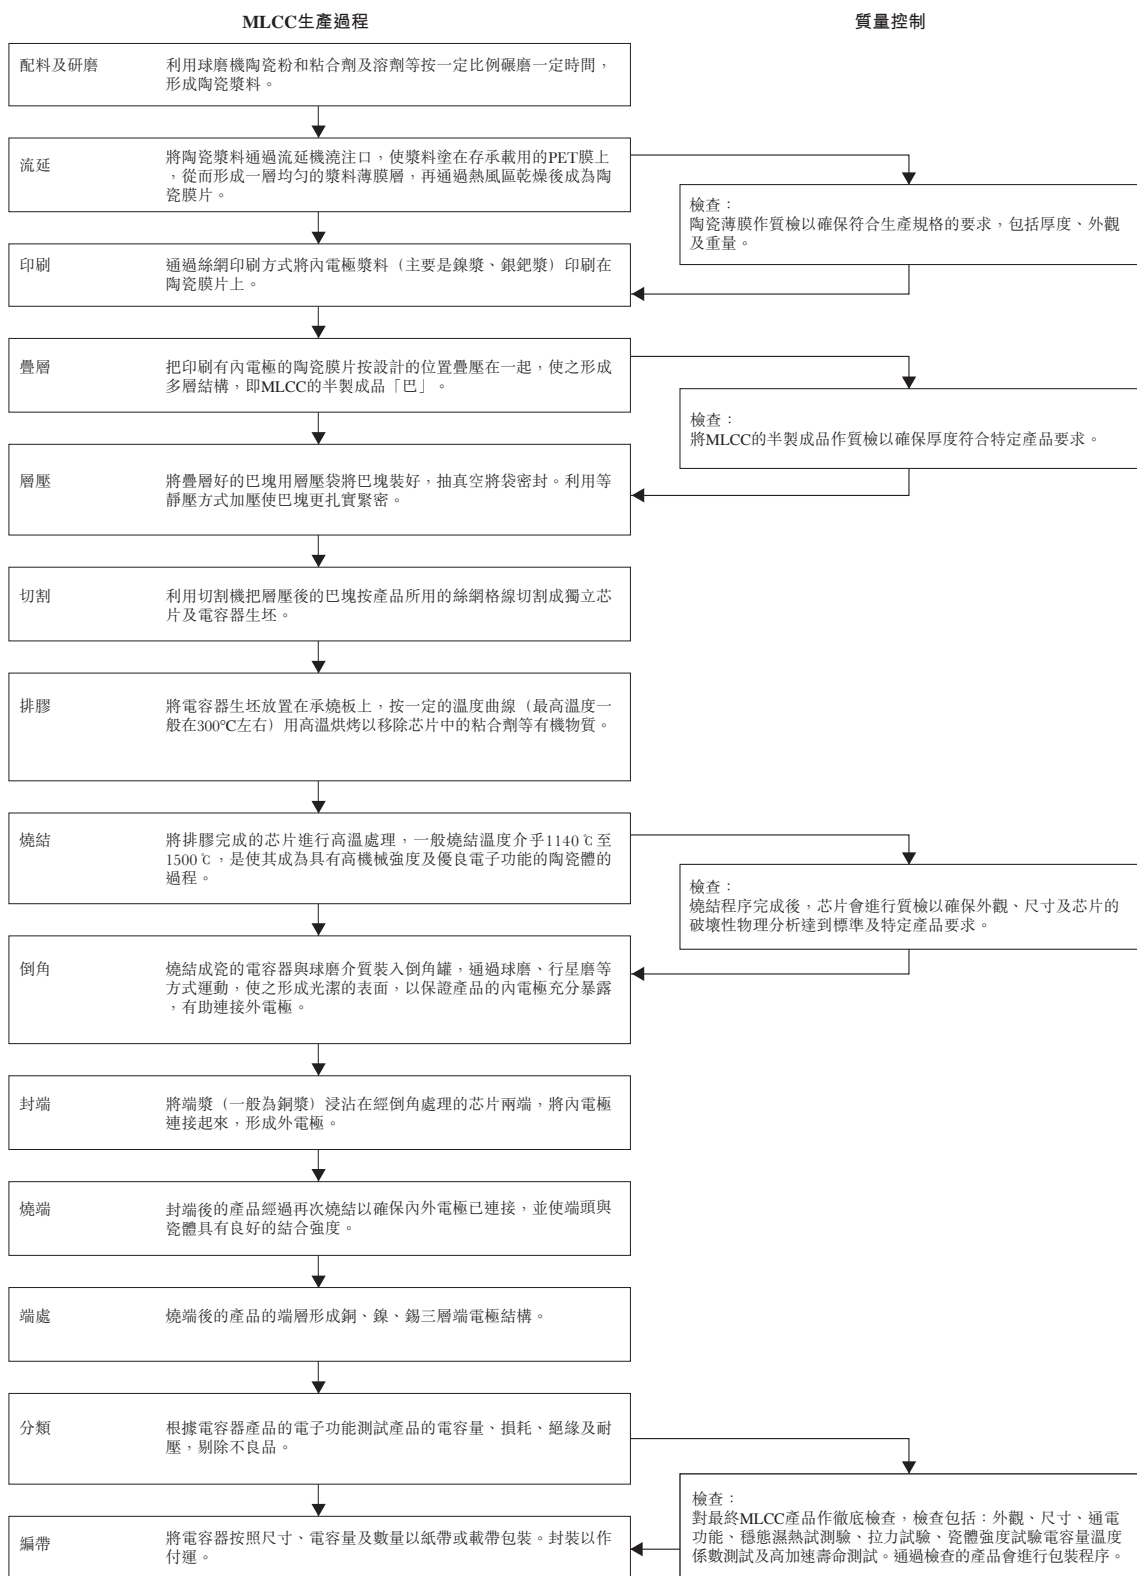 MLCC生產過程
質量控制
配料及研磨
利用球磨機陶瓷粉和粘合劑及溶劑等按一定比例碾磨一定時間，
形成陶瓷漿料。
流延
將陶瓷漿料通過流延機澆注口，使漿料塗在存承載用的PET膜上
，從而形成一層均勻的漿料薄膜層，再通過熱風區乾燥後成為陶
瓷膜片。
檢查：
陶瓷薄膜作質檢以確保符合生產規格的要求，包括厚度、外觀
及重量。
印刷
通過絲網印刷方式將內電極漿料（主要是鎳漿、銀鈀漿）印刷在
陶瓷膜片上。
疊層
把印刷有內電極的陶瓷膜片按設計的位置疊壓在一起，使之形成
多層結構，即MLCC的半製成品「巴」。
檢查：
將MLCC的半製成品作質檢以確保厚度符合特定產品要求。
層壓
將疊層好的巴塊用層壓袋將巴塊裝好，抽真空將袋密封。利用等
靜壓方式加壓使巴塊更扎實緊密。
切割
利用切割機把層壓後的巴塊按產品所用的絲網格線切割成獨立芯
片及電容器生坯。
排膠
將電容器生坯放置在承燒板上，按一定的溫度曲線（最高溫度一
般在300°C左右）用高溫烘烤以移除芯片中的粘合劑等有機物質。
燒結
將排膠完成的芯片進行高溫處理，一般燒結溫度介乎1140℃至
1500℃，是使其成為具有高機械強度及優良電子功能的陶瓷體的
過程。
檢查：
燒結程序完成後，芯片會進行質檢以確保外觀、尺寸及芯片的
破壞性物理分析達到標準及特定產品要求。
倒角
燒結成瓷的電容器與球磨介質裝入倒角罐，通過球磨、行星磨等
方式運動，使之形成光潔的表面，以保證產品的內電極充分暴露
，有助連接外電極。
封端
將端漿（一般為銅漿）浸沾在經倒角處理的芯片兩端，將內電極
連接起來，形成外電極。
燒端
封端後的產品經過再次燒結以確保內外電極已連接，並使端頭與
瓷體具有良好的結合強度。
端處
燒端後的產品的端層形成銅、鎳、錫三層端電極結構。
分類
根據電容器產品的電子功能測試產品的電容量、損耗、絕緣及耐
壓，剔除不良品。
檢查：
對最終MLCC產品作徹底檢查，檢查包括：外觀、尺寸、通電
功能、穩態濕熱試測驗、拉力試驗、瓷體強度試驗電容量溫度
係數測試及高加速壽命測試。通過檢查的產品會進行包裝程序。
編帶
將電容器按照尺寸、電容量及數量以紙帶或載帶包裝。封裝以作
付運。